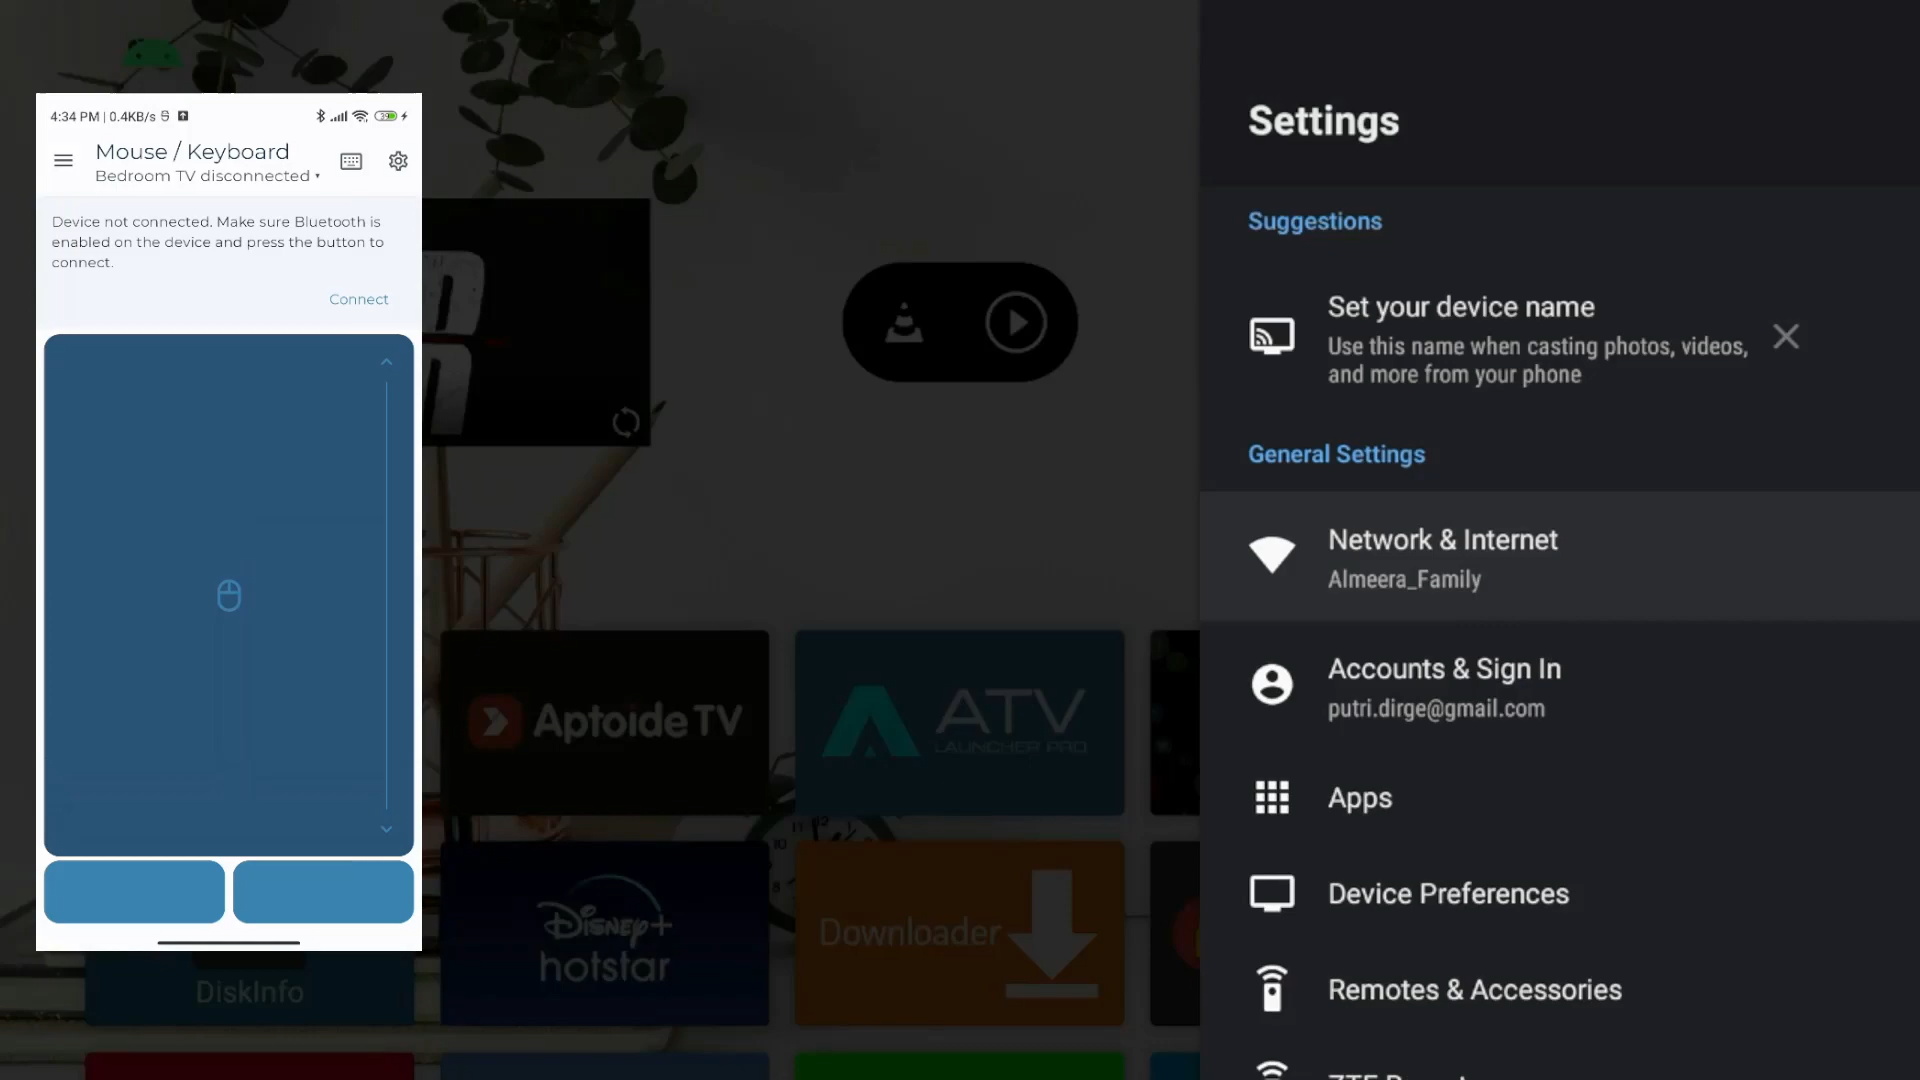 4:34 PM | 0.4KB/s
39
Mouse / Keyboard
Bedroom TV disconnected
Device not connected. Make sure Bluetooth is
enabled on the device and press the button to
connect.
Connect
Aptoide TV
ATV
LAUNCHER PRO
DiskInfo
Disney+
hotstar
Downloader
Settings
Suggestions
Set your device name
Use this name when casting photos, videos,
and more from your phone
General Settings
Network & Internet
Almeera_Family
Accounts & Sign In
putri.dirge@gmail.com
Apps
Device Preferences
Remotes & Accessories